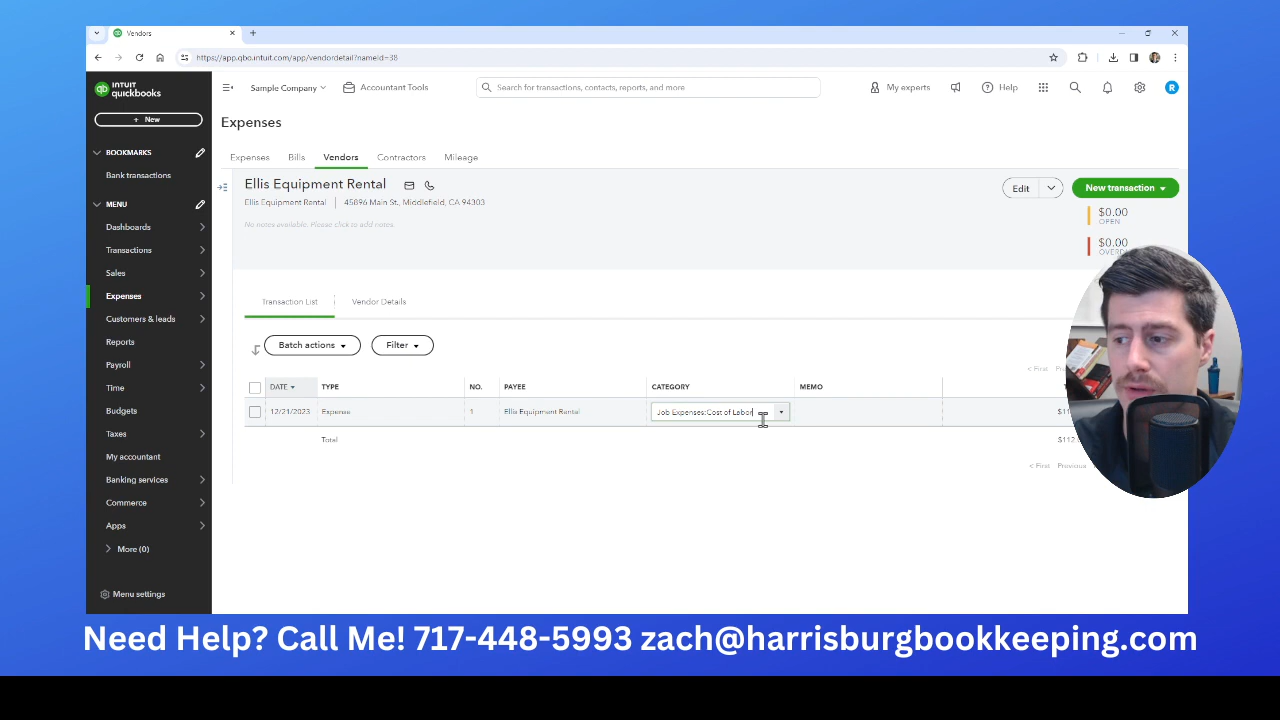 Vendors
https://app.qbo.intuit.com/app/vendordetail?nameId=38
INTUIT
quickbooks
Sample Company
Accountant Tools
Search for transactions, contacts, reports, and more
My experts
Help
R
+ New
Expenses
BOOKMARKS
Bank transactions
Expenses
Bills
Vendors
Contractors
Mileage
Ellis Equipment Rental
Edit
New transaction
Ellis Equipment Rental
45896 Main St., Middlefield, CA 94303
No notes available. Please click to add notes.
$0.00
OPEN
$0.00
MENU
Dashboards
Transactions
Sales
Expenses
Customers & leads
Reports
Payroll
Time
Budgets
Taxes
My accountant
Banking services
Commerce
Apps
More (0)
Menu settings
Transaction List
Vendor Details
Batch actions
Filter
< First
DATE
TYPE
NO.
PAYEE
CATEGORY
MEMO
12/21/2023
Expense
1
Ellis Equipment Rental
Job Expenses:Cost of Labor
Total
< First Previous
Need Help? Call Me! 717-448-5993 zach@harrisburgbookkeeping.com